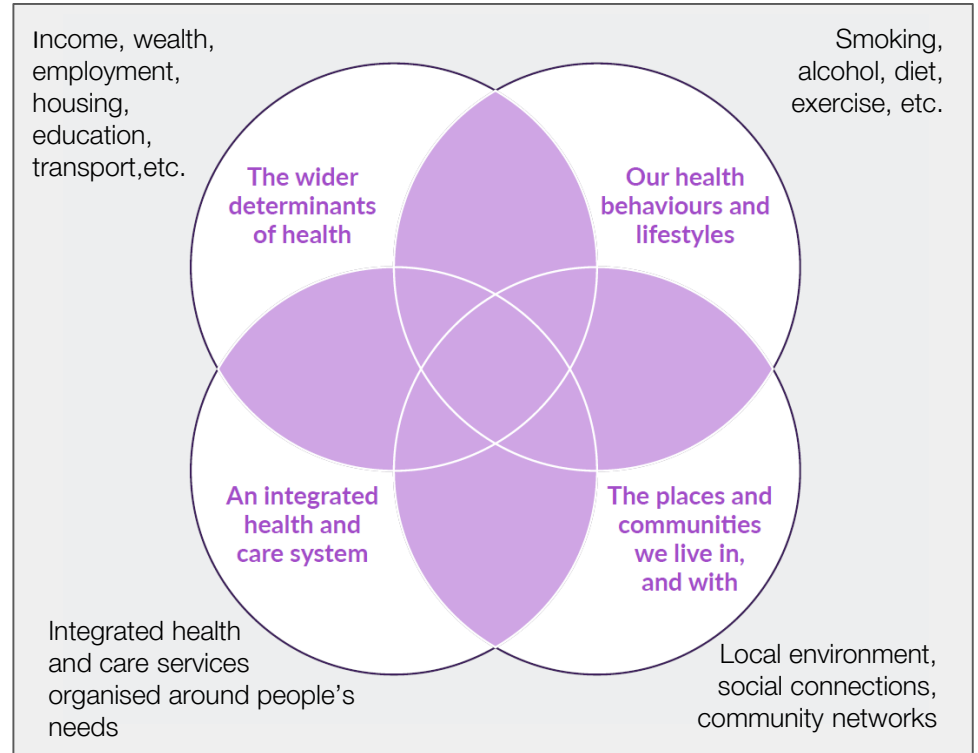 Income, wealth,
employment,
housing,
education,
transport,etc.
Smoking,
alcohol, diet,
exercise, etc.
The wider
determinants
of health
Our health
behaviours and
lifestyles
An integrated
health and
care system
The places and
communities
we live in,
and with
Integrated health
and care services
organised around people’s
needs
Local environment,
social connections,
community networks